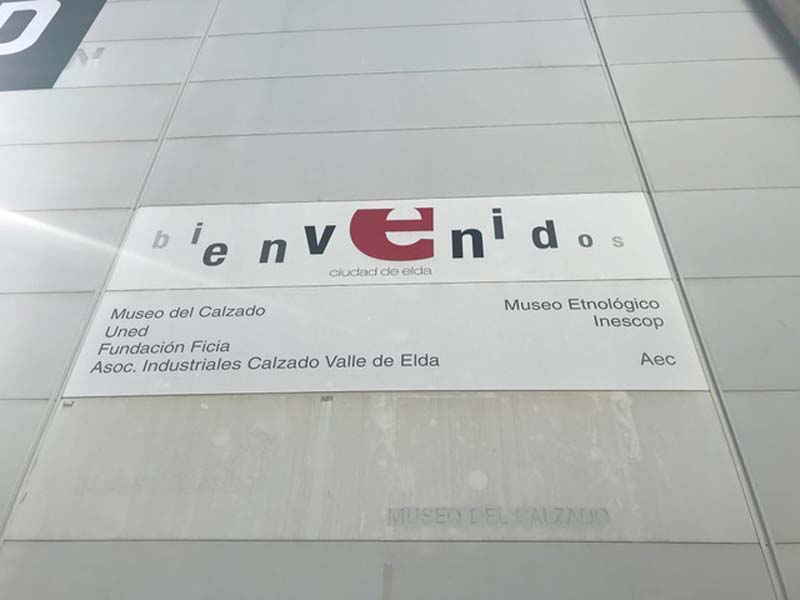 D
bienvenidos
ciudad de elda
Museo del Calzado
Uned
Fundación Ficia
Asoc. Industriales Calzado Valle de Elda
Museo Etnológico
Inescop
Aec
MUSEO DEL CALZADO